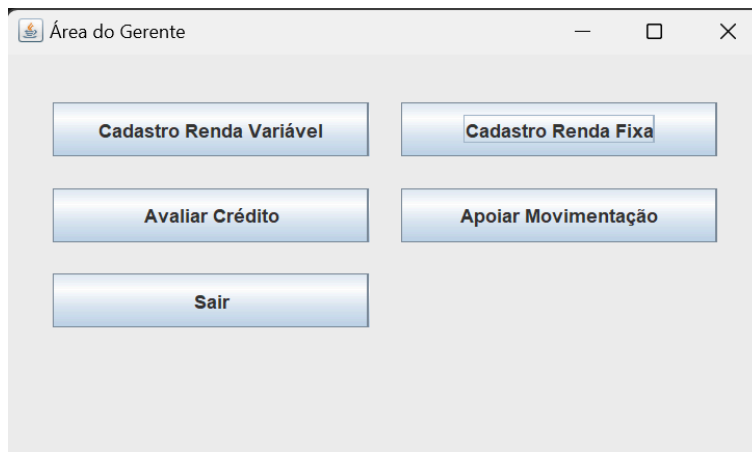 Área do Gerente
Cadastro Renda Variável
Cadastro Renda Fixa
Avaliar Crédito
Apoiar Movimentação
Sair